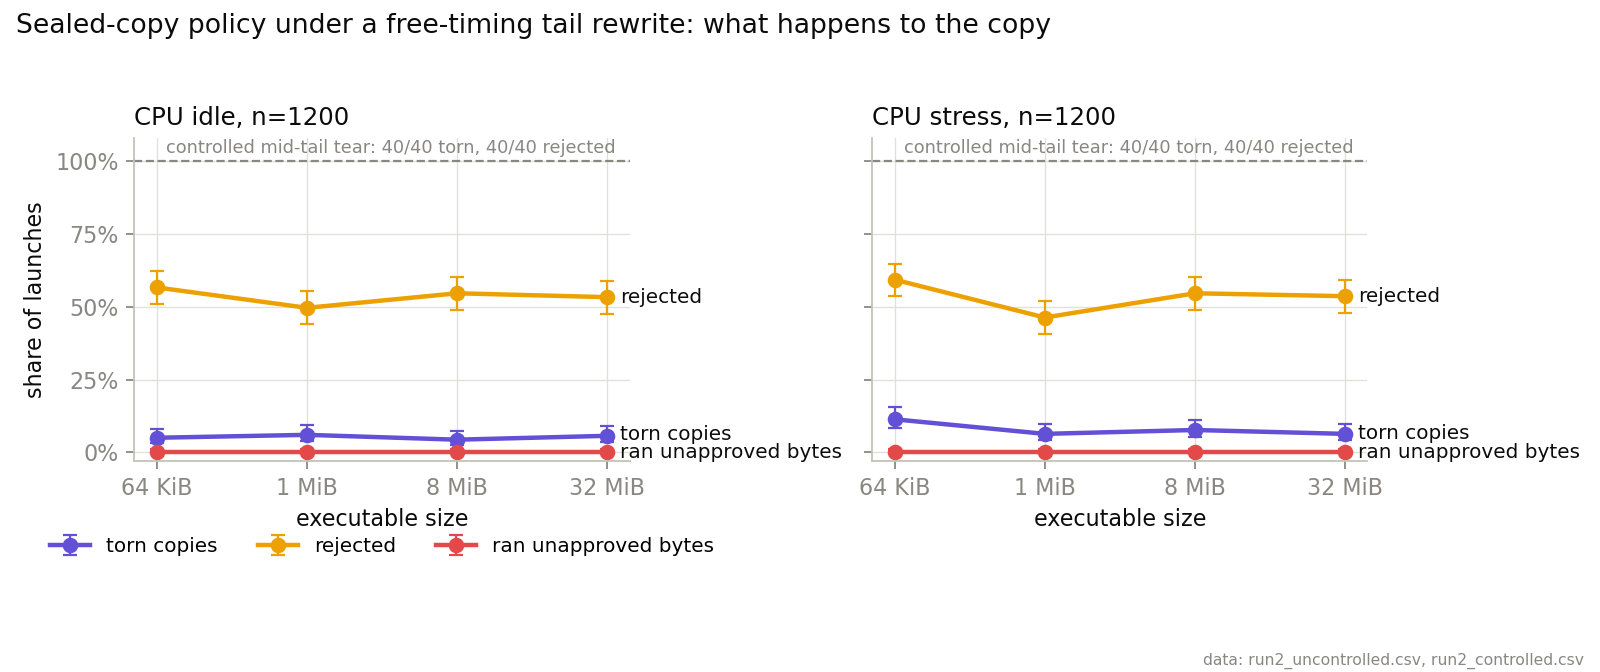 Sealed-copy policy under a free-timing tail rewrite: what happens to the copy
CPU idle, n=1200
controlled mid-tail tear: 40/40 torn, 40/40 rejected
100%
75%
50%
25%
0%
share of launches
rejected
torn copies
ran unapproved bytes
64 KiB 1 MiB 8 MiB 32 MiB
executable size
CPU stress, n=1200
controlled mid-tail tear: 40/40 torn, 40/40 rejected
rejected
torn copies
ran unapproved bytes
64 KiB 1 MiB 8 MiB 32 MiB
executable size
torn copies rejected ran unapproved bytes
data: run2_uncontrolled.csv, run2_controlled.csv